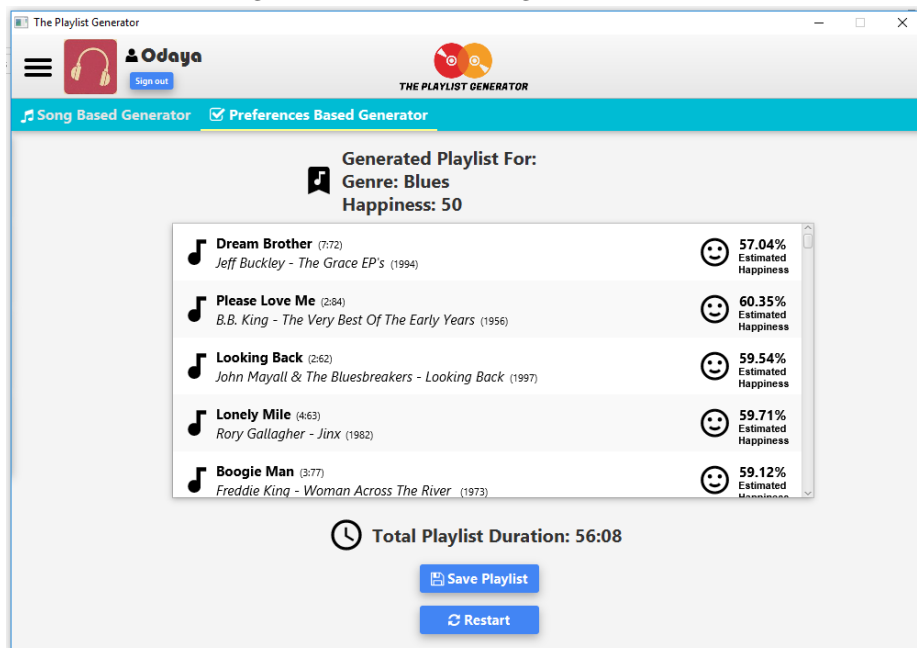 The Playlist Generator
Odaya
Sign out
THE PLAYLIST GENERATOR
Song Based Generator
Preferences Based Generator
Generated Playlist For:
Genre: Blues
Happiness: 50
Dream Brother (7:72)
Jeff Buckley - The Grace EP's (1994)
57.04%
Estimated
Happiness
Please Love Me (2:84)
B.B. King - The Very Best Of The Early Years (1956)
60.35%
Estimated
Happiness
Looking Back (2:62)
John Mayall & The Bluesbreakers - Looking Back (1997)
59.54%
Estimated
Happiness
Lonely Mile (4:63)
Rory Gallagher - Jinx (1982)
59.71%
Estimated
Happiness
Boogie Man (3:77)
Freddie King - Woman Across The River (1973)
59.12%
Estimated
Happiness
Total Playlist Duration: 56:08
Save Playlist
Restart